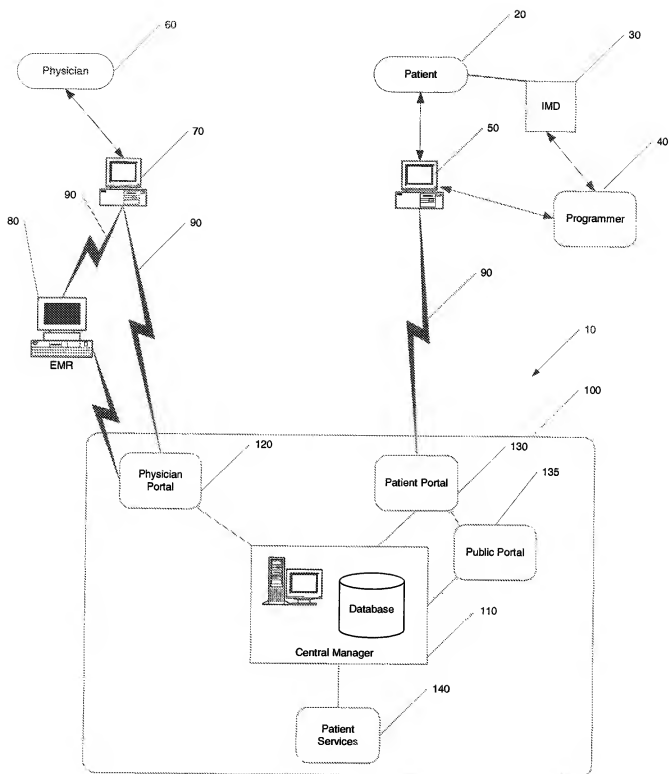 60
Physician
20
Patient
30
IMD
70
50
40
Programmer
90
90
80
EMR
90
10
100
120
Physician
Portal
130
Patient Portal
135
Public Portal
Database
Central Manager
110
140
Patient
Services